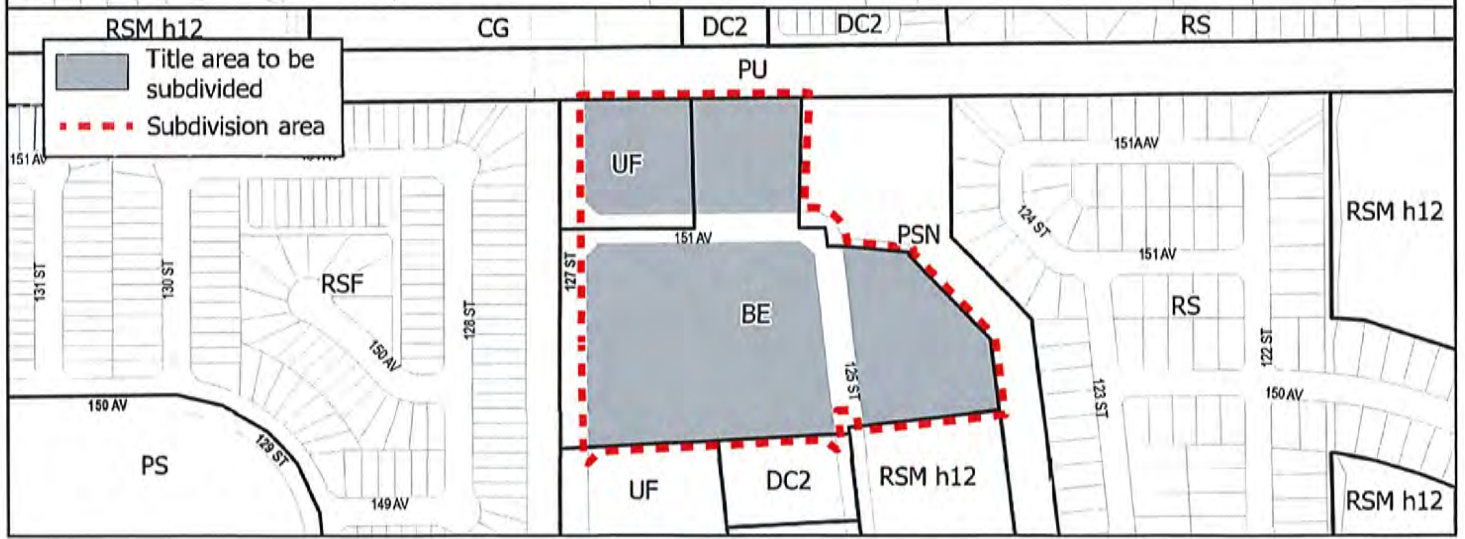 RSM h12
CG
DC2
DC2
RS
Title area to be
subdivided
Subdivision area
PU
151 AV
UF
151A AV
RSM h12
124 ST
PSN
151 AV
151 AV
127 ST
131 ST
130 ST
RSF
128 ST
BE
RS
122 ST
150 AV
125 ST
123 ST
150 AV
150 AV
129 ST
PS
UF
DC2
RSM h12
149 AV
RSM h12